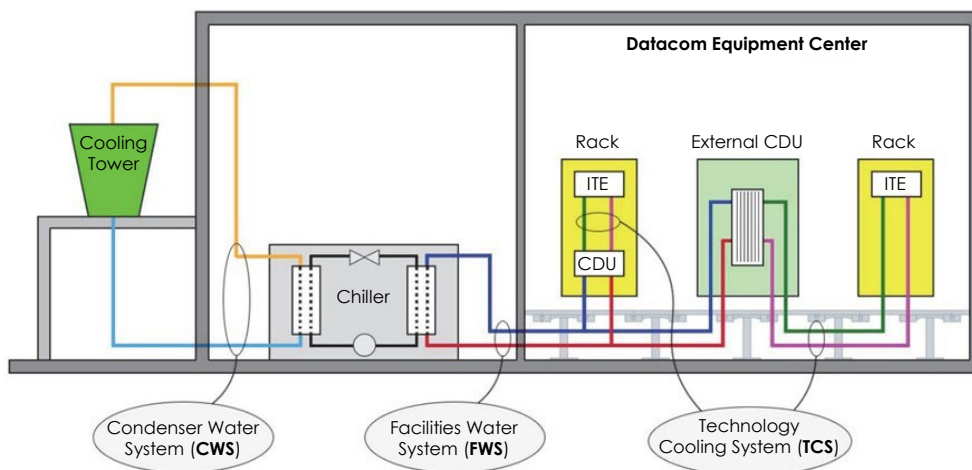 Datacom Equipment Center
Cooling
Tower
Rack
External CDU
Rack
ITE
ITE
CDU
Chiller
Condenser Water
System (CWS)
Facilities Water
System (FWS)
Technology
Cooling System (TCS)